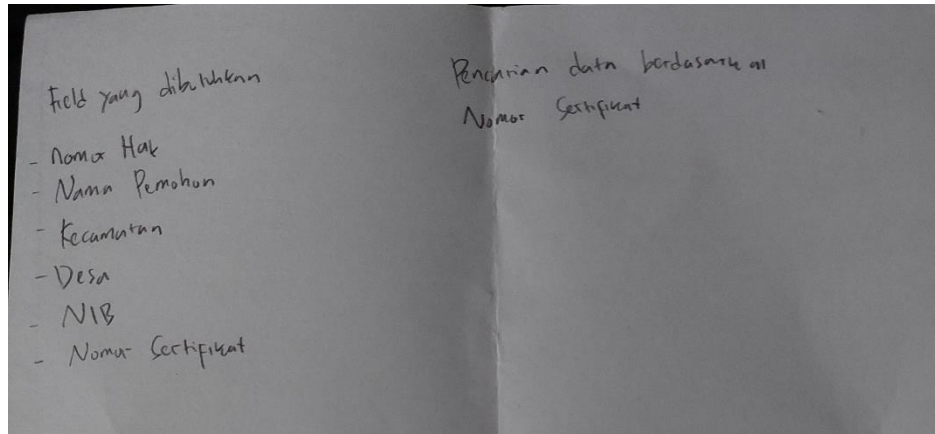 Field yang dibutuhkan
- Nomor Hak
- Nama Pemohon
- Kecamatan
- Desa
- NIB
- Nomor Sertifikat
Pencarian data berdasarkan
Nomor Sertifikat